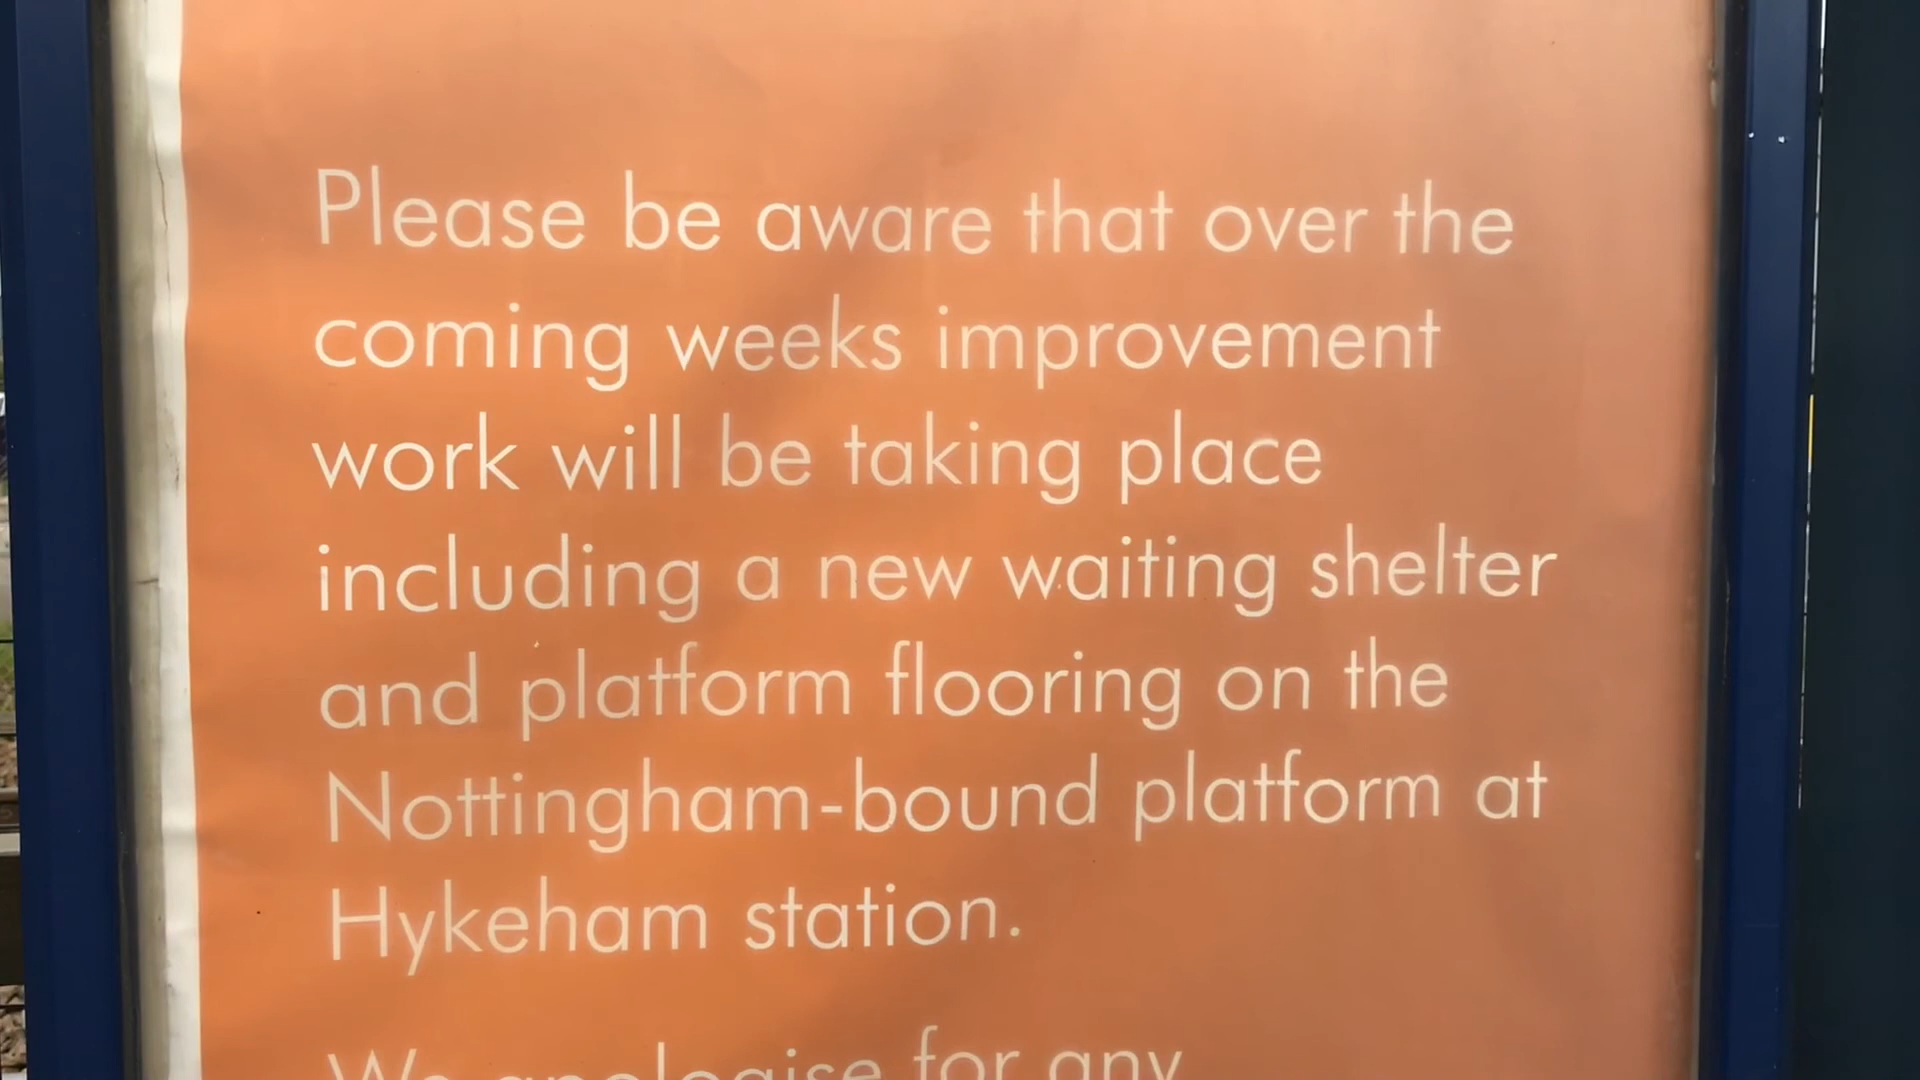 Please be aware that over the
coming weeks improvement
work will be taking place
including a new waiting shelter
and platform flooring on the
Nottingham-bound platform at
Hykeham station.
We apologise for any